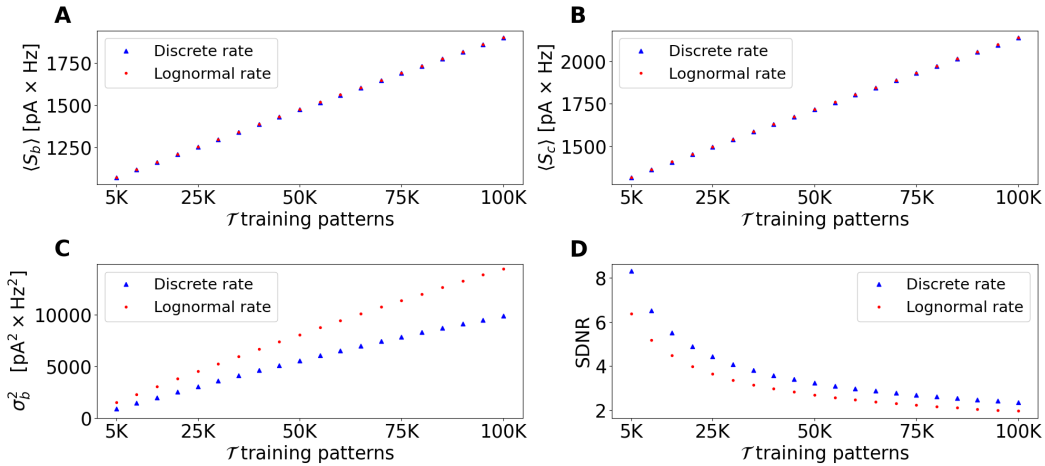 A
⟨S_b⟩ [pA × Hz]
1750
1500
1250
Discrete rate
Lognormal rate
5K 25K 50K 75K 100K
𝒯 training patterns
B
⟨S_c⟩ [pA × Hz]
2000
1750
1500
Discrete rate
Lognormal rate
5K 25K 50K 75K 100K
𝒯 training patterns
C
σ_b^2 [pA^2 × Hz^2]
10000
5000
0
Discrete rate
Lognormal rate
5K 25K 50K 75K 100K
𝒯 training patterns
D
SDNR
8
6
4
2
Discrete rate
Lognormal rate
5K 25K 50K 75K 100K
𝒯 training patterns